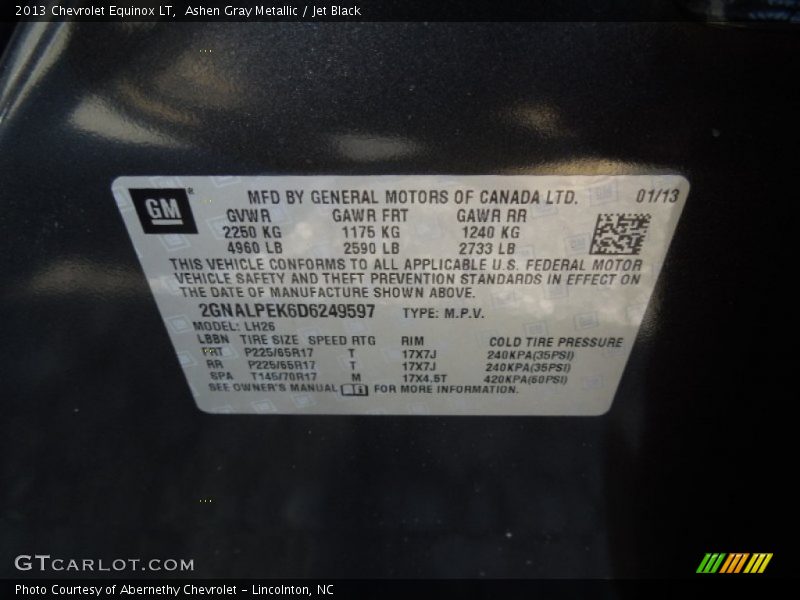 2013 Chevrolet Equinox LT, Ashen Gray Metallic / Jet Black
GM ® MFD BY GENERAL MOTORS OF CANADA LTD. 01/13
GVWR GAWR FRT GAWR RR
2250 KG 1175 KG 1240 KG
4960 LB 2590 LB 2733 LB
THIS VEHICLE CONFORMS TO ALL APPLICABLE U.S. FEDERAL MOTOR
VEHICLE SAFETY AND THEFT PREVENTION STANDARDS IN EFFECT ON
THE DATE OF MANUFACTURE SHOWN ABOVE.
2GNALPEK6D6249597 TYPE: M.P.V.
MODEL: LH26
LBBN TIRE SIZE SPEED RTG RIM COLD TIRE PRESSURE
FRT P225/65R17 T 17X7J 240KPA(35PSI)
RR P225/65R17 T 17X7J 240KPA(35PSI)
SPA T145/70R17 M 17X4.5T 420KPA(60PSI)
SEE OWNER'S MANUAL FOR MORE INFORMATION.
GTcarlot.com
Photo Courtesy of Abernethy Chevrolet - Lincolnton, NC